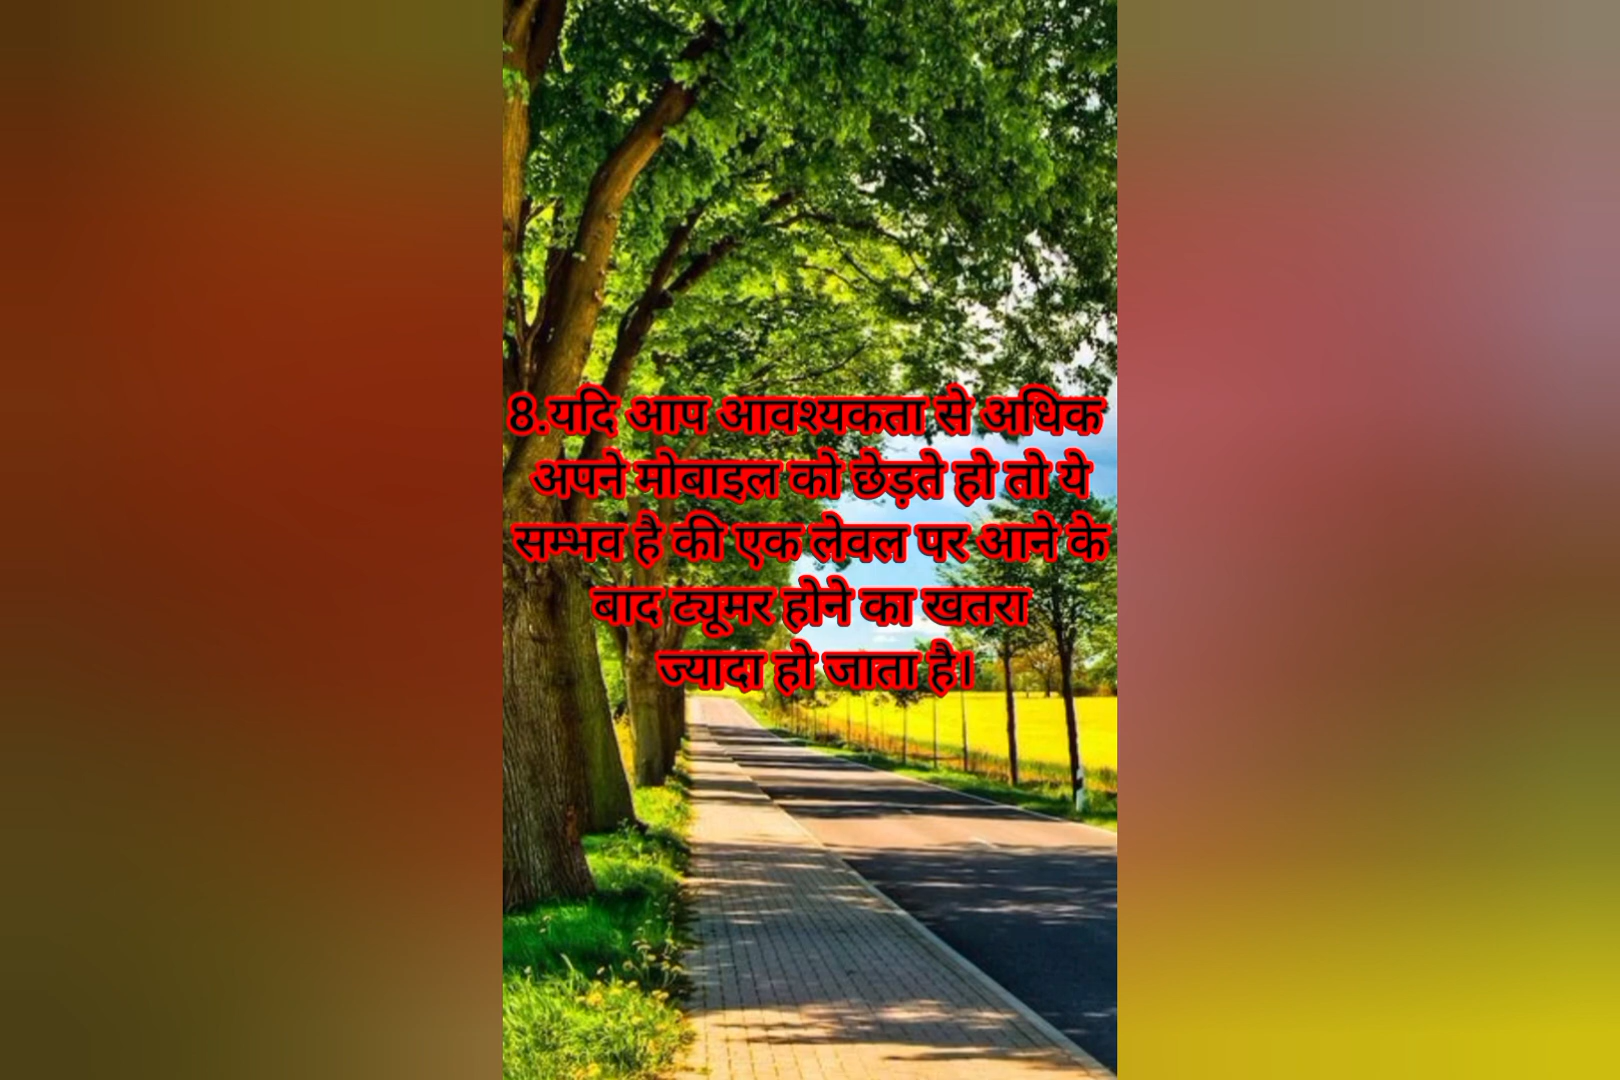 8.यदि आप आवश्यकता से अधिक
अपने मोबाइल को छेड़ते हो तो ये
सम्भव है की एक लेवल पर आने के
बाद ट्यूमर होने का खतरा
ज्यादा हो जाता है।